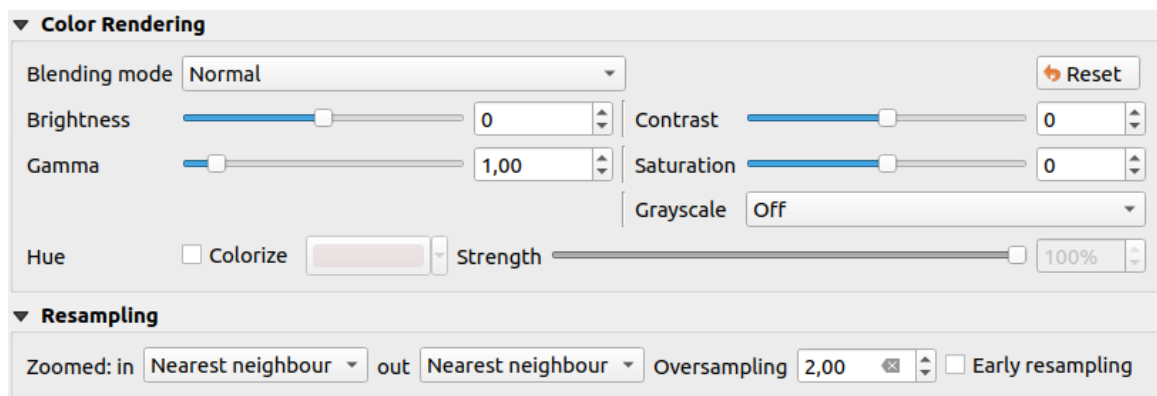 Color Rendering
Blending mode Normal Reset
Brightness 0 Contrast 0
Gamma 1,00 Saturation 0
Grayscale Off
Hue Colorize Strength 100%
Resampling
Zoomed: in Nearest neighbour out Nearest neighbour Oversampling 2,00 Early resampling